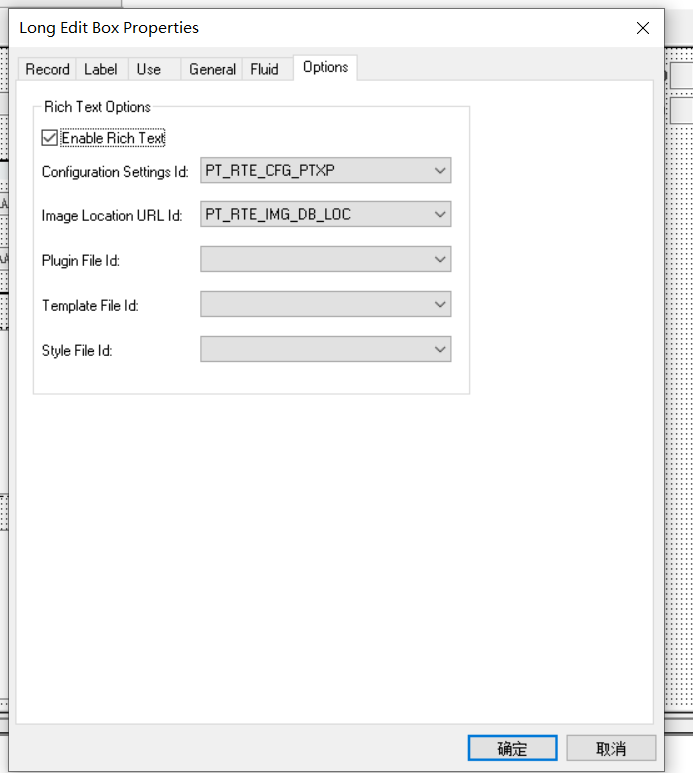 Long Edit Box Properties
Record Label Use General Fluid Options
Rich Text Options
Enable Rich Text
Configuration Settings Id: PT_RTE_CFG_PTXP
Image Location URL Id: PT_RTE_IMG_DB_LOC
Plugin File Id:
Template File Id:
Style File Id:
确定 取消